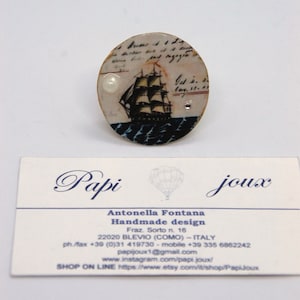 Papi joux
Antonella Fontana
Handmade design
Fraz. Sorto n. 16
22020 BLEVIO (COMO) – ITALY
ph./fax +39 (0)31 419730 - mobile +39 335 6862242
papijoux1@gmail.com
www.instagram.com/papi.joux/
SHOP ON LINE https://www.etsy.com/it/shop/PapiJoux